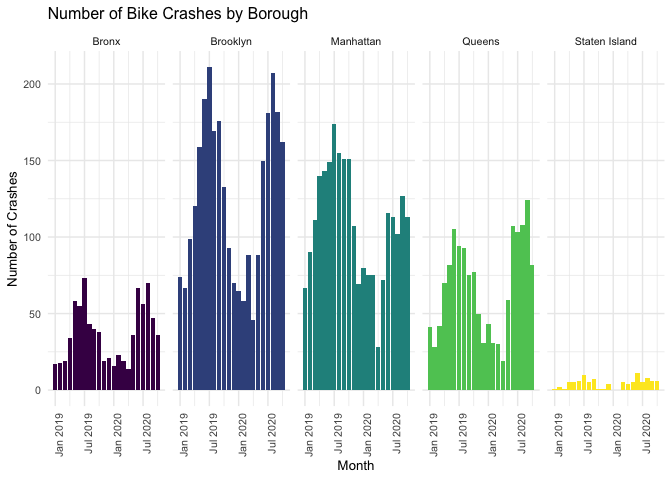 Number of Bike Crashes by Borough
Bronx
Brooklyn
Manhattan
Queens
Staten Island
Number of Crashes
200
150
100
50
0
Jan 2019
Jul 2019
Jan 2020
Jul 2020
Jan 2019
Jul 2019
Jan 2020
Jul 2020
Jan 2019
Jul 2019
Jan 2020
Jul 2020
Jan 2019
Jul 2019
Jan 2020
Jul 2020
Jan 2019
Jul 2019
Jan 2020
Jul 2020
Month